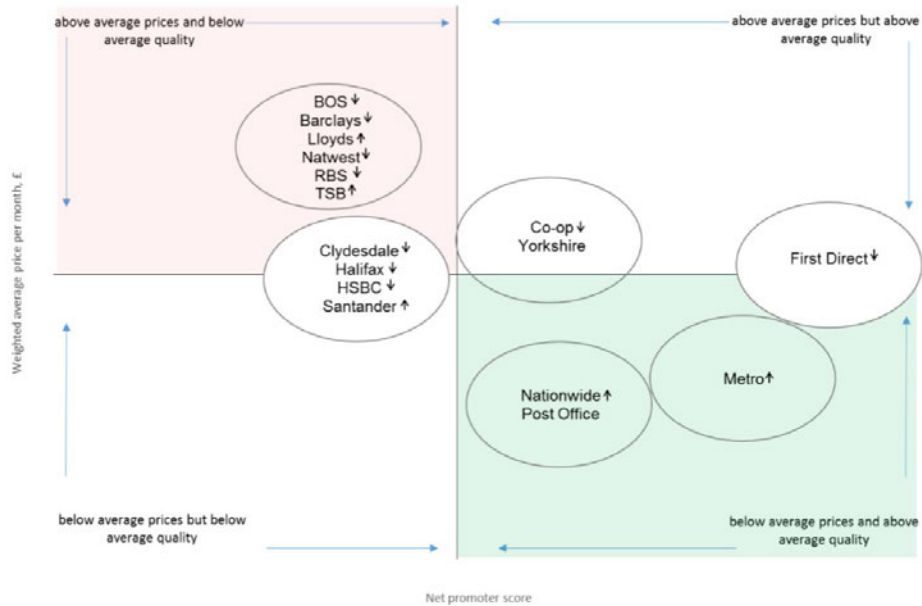 above average prices and below
average quality
above average prices but above
average quality
BOS ↓
Barclays ↓
Lloyds ↑
Natwest ↓
RBS ↓
TSB ↑
Clydesdale ↓
Halifax ↓
HSBC ↓
Santander ↑
Co-op ↓
Yorkshire
First Direct ↓
Metro ↑
Nationwide ↑
Post Office
Weighted average price per month, £
below average prices but below
average quality
below average prices and above
average quality
Net promoter score